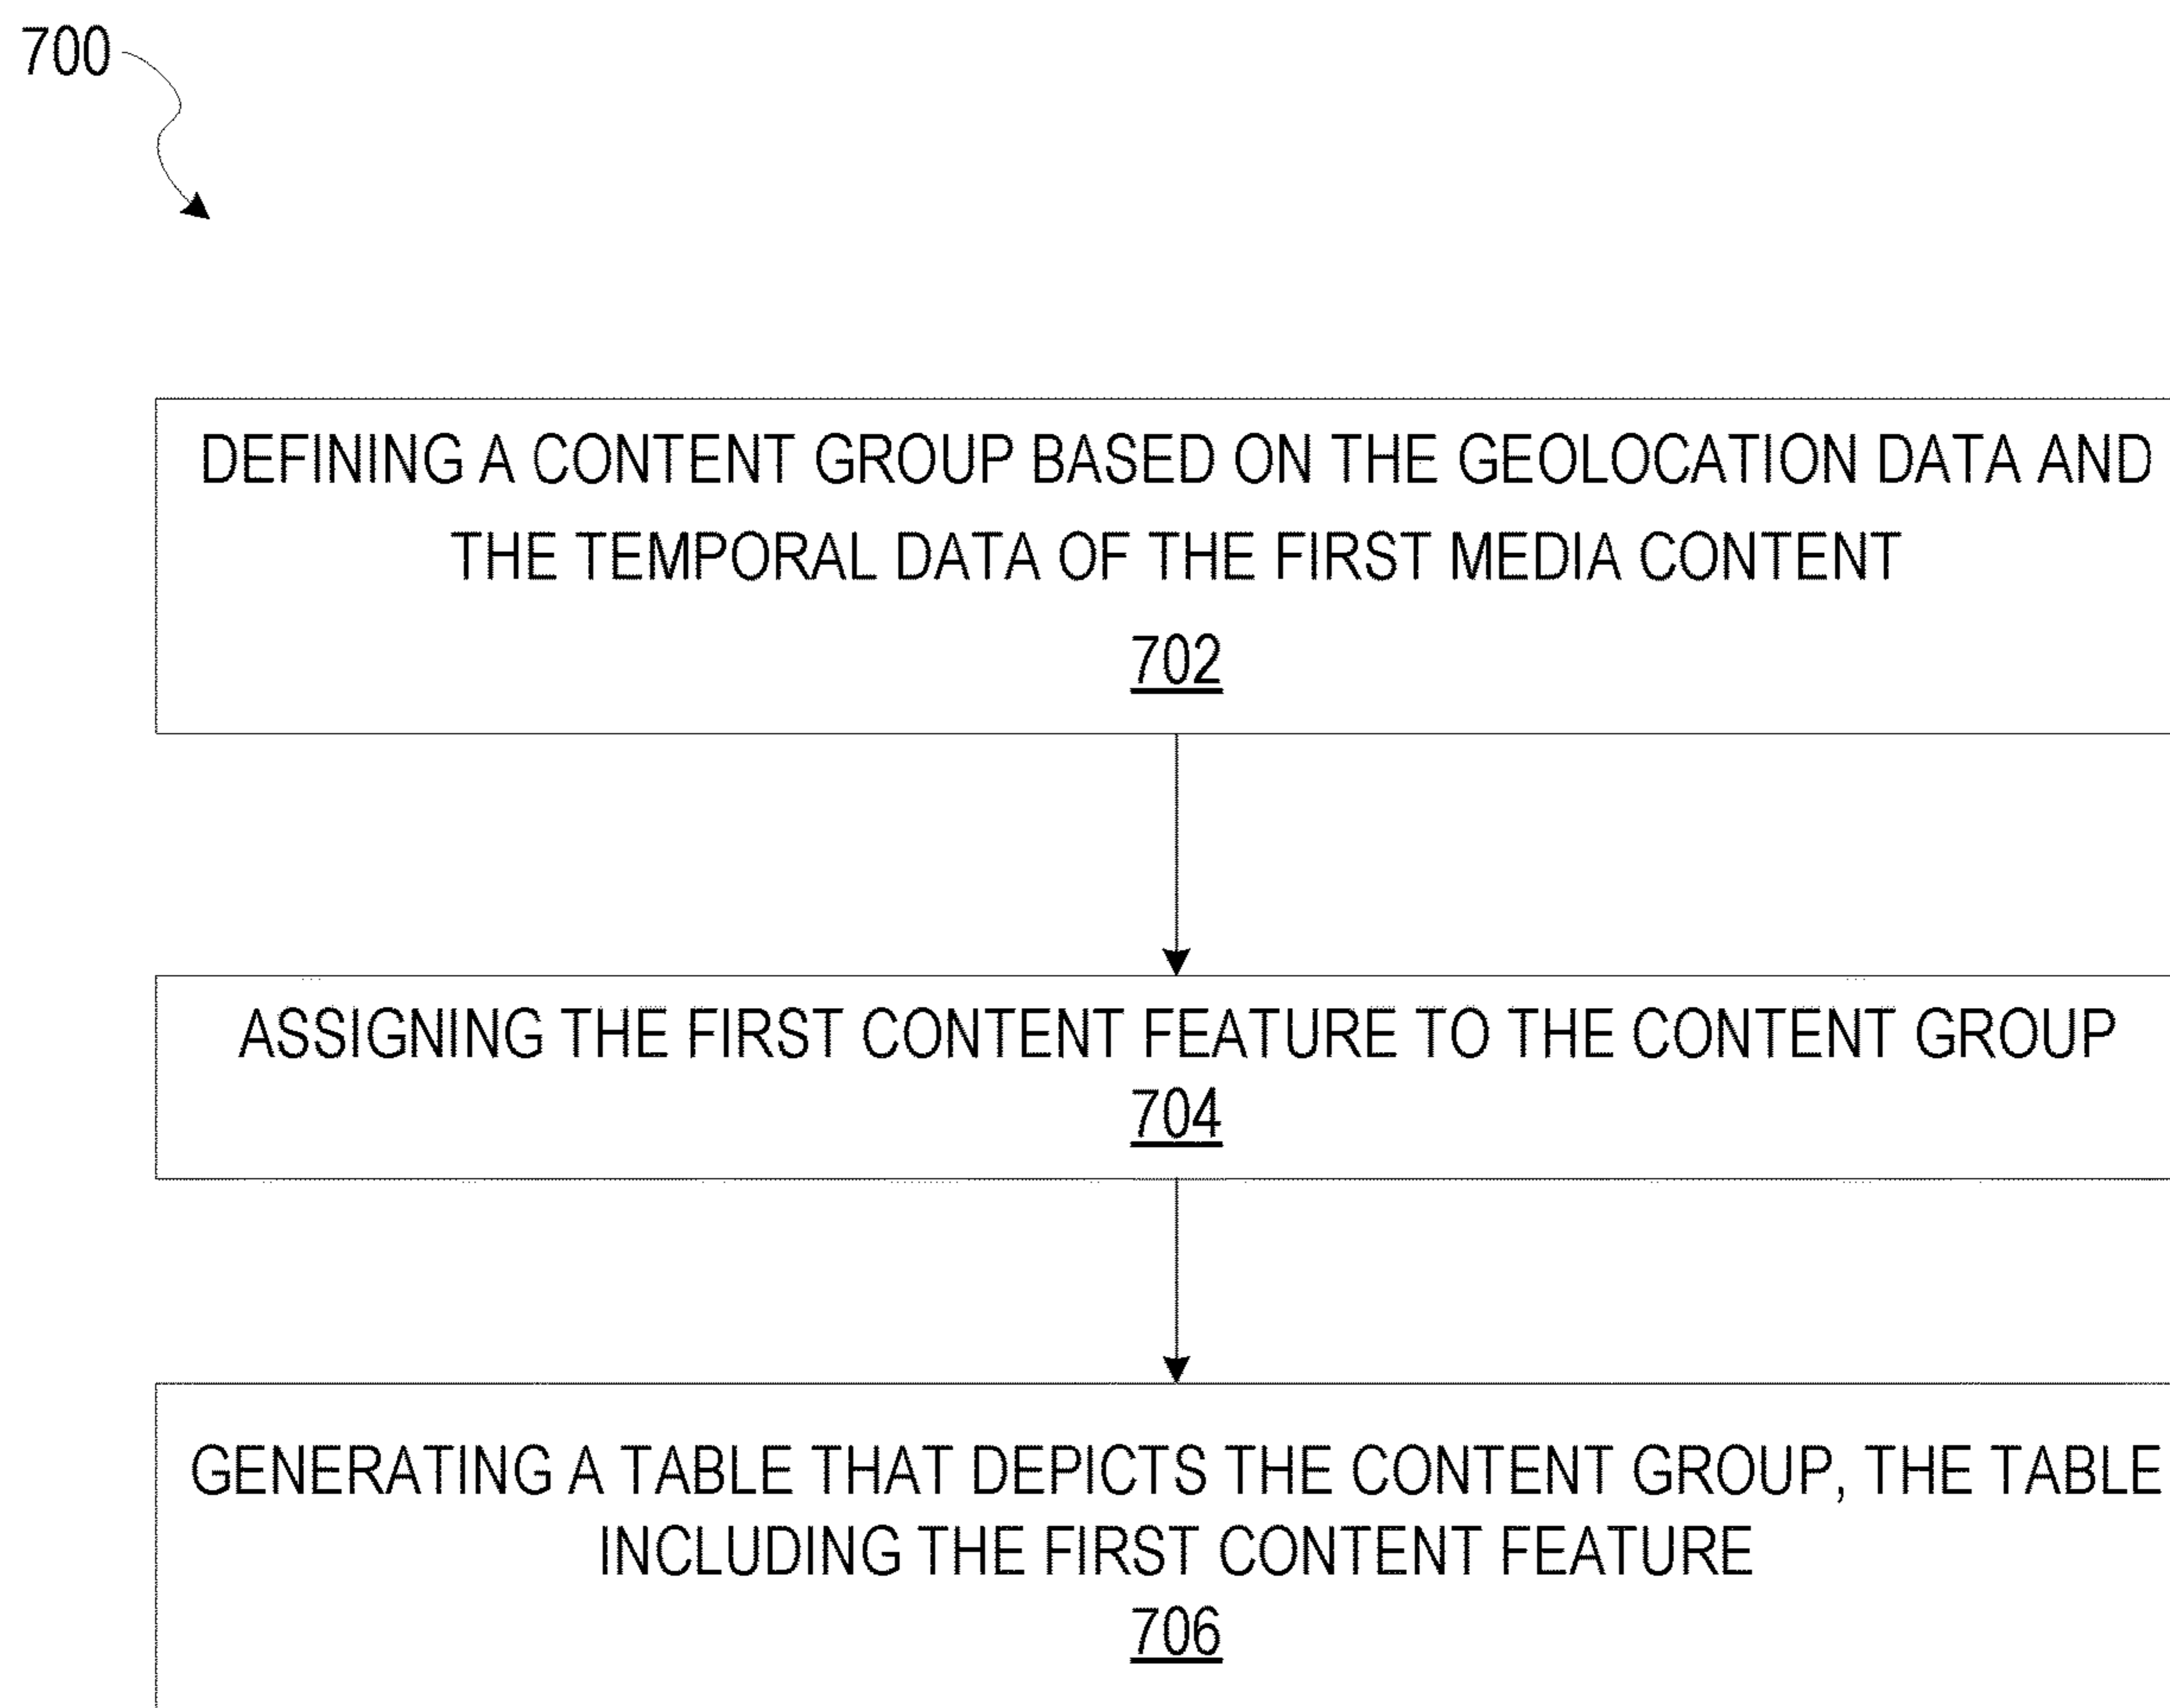 700
DEFINING A CONTENT GROUP BASED ON THE GEOLOCATION DATA AND
THE TEMPORAL DATA OF THE FIRST MEDIA CONTENT
702
ASSIGNING THE FIRST CONTENT FEATURE TO THE CONTENT GROUP
704
GENERATING A TABLE THAT DEPICTS THE CONTENT GROUP, THE TABLE
INCLUDING THE FIRST CONTENT FEATURE
706